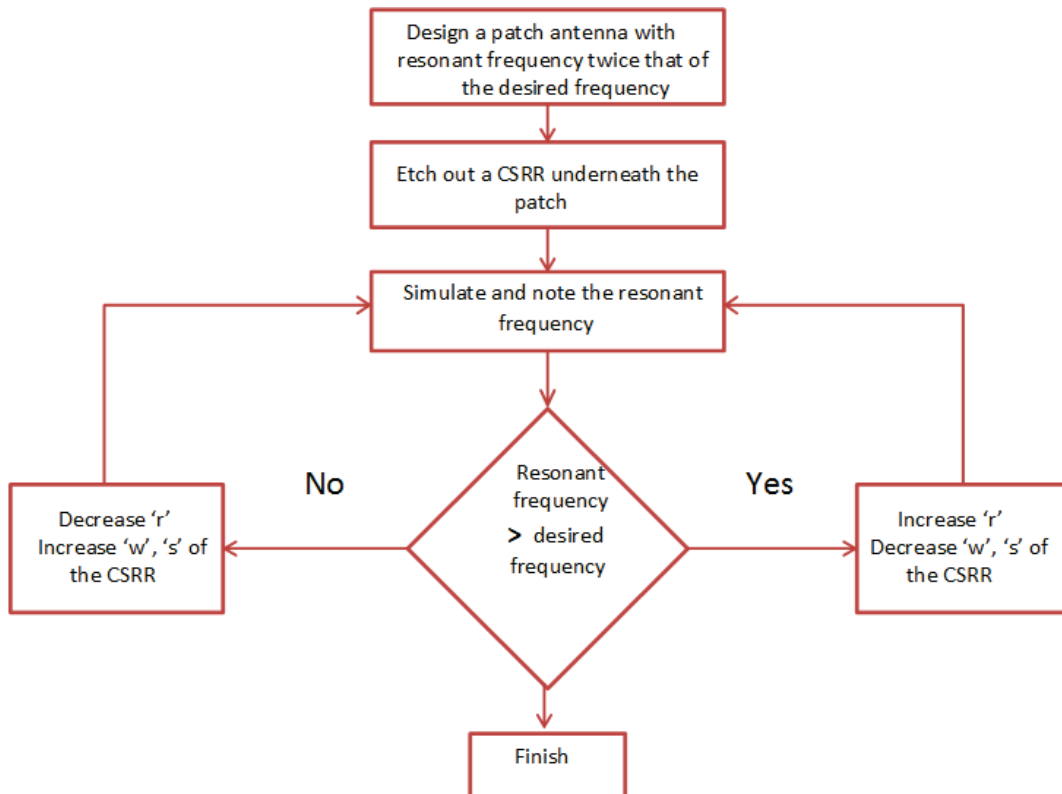 Design a patch antenna with
resonant frequency twice that of
the desired frequency
Etch out a CSRR underneath the
patch
Simulate and note the resonant
frequency
No
Resonant
frequency
> desired
frequency
Yes
Decrease ‘r’
Increase ‘w’, ‘s’ of
the CSRR
Increase ‘r’
Decrease ‘w’, ‘s’ of
the CSRR
Finish